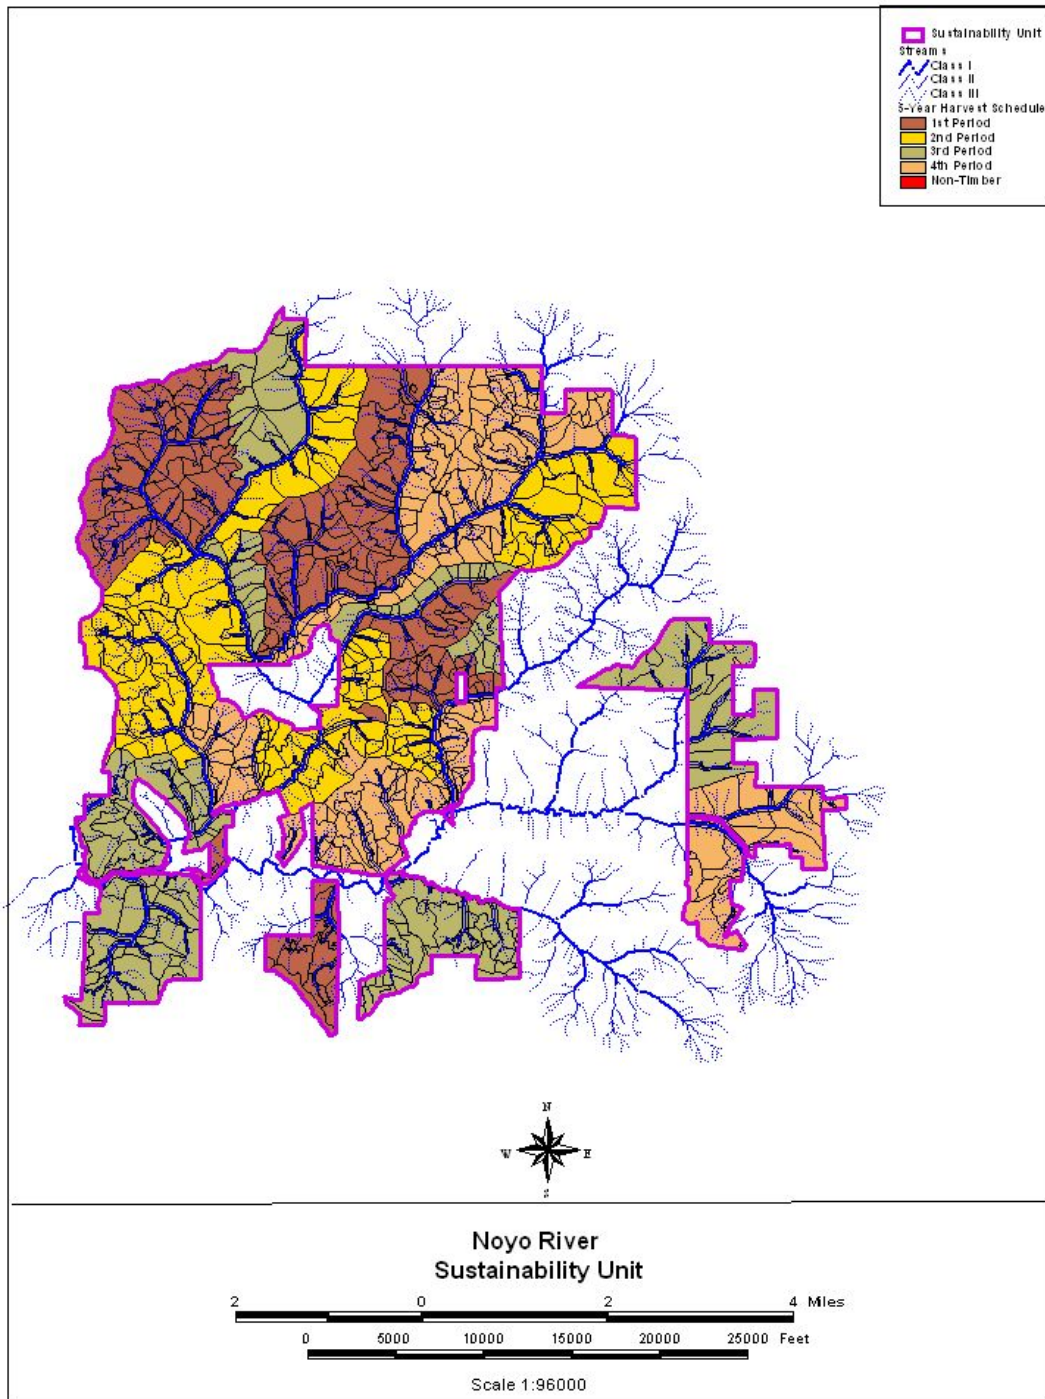 Sustainability Unit
Streams
Class I
Class II
Class III
5-Year Harvest Schedule
1st Period
2nd Period
3rd Period
4th Period
Non-Timber
N
W E
S
Noyo River
Sustainability Unit
2 0 2 4 Miles
0 5000 10000 15000 20000 25000 Feet
Scale 1:96000